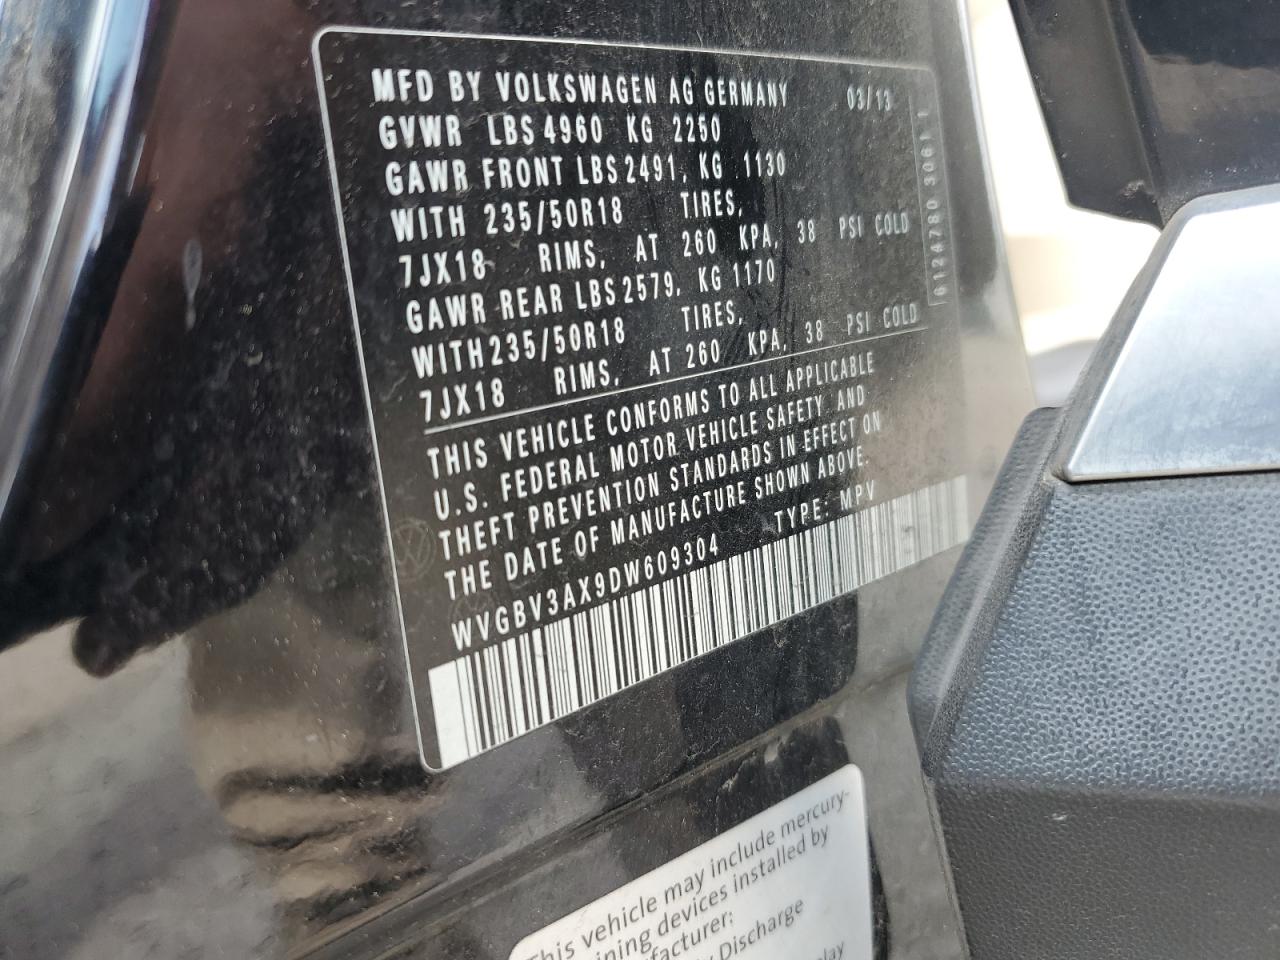 MFD BY VOLKSWAGEN AG GERMANY 03/13
GVWR LBS 4960 KG 2250
GAWR FRONT LBS 2491, KG 1130
WITH 235/50R18 TIRES,
7JX18 RIMS, AT 260 KPA, 38 PSI COLD
GAWR REAR LBS 2579, KG 1170
WITH 235/50R18 TIRES,
7JX18 RIMS, AT 260 KPA, 38 PSI COLD
THIS VEHICLE CONFORMS TO ALL APPLICABLE
U.S. FEDERAL MOTOR VEHICLE SAFETY AND
THEFT PREVENTION STANDARDS IN EFFECT ON
THE DATE OF MANUFACTURE SHOWN ABOVE.
WVGBV3AX9DW609304 TYPE: MPV
This vehicle may include mercury-
devices installed by
Discharge